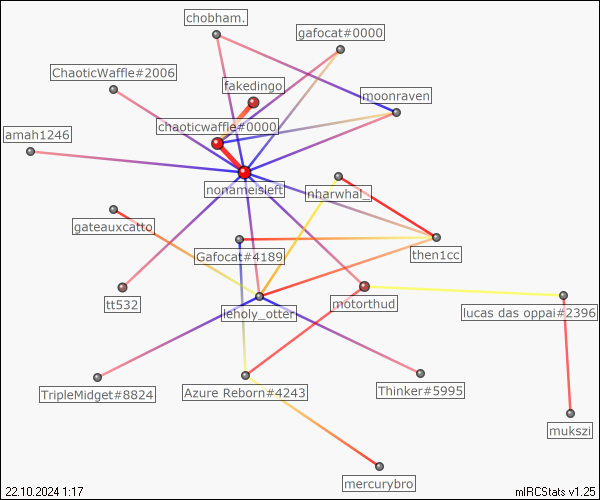 chobham.
gafocat#0000
ChaoticWaffle#2006
fakedingo
moonraven
chaoticwaffle#0000
amah1246
nonameisleft
nharwhal_
gateauxcatto
Gafocat#4189
then1cc
tt532
leholy_otter
motorthud
lucas das oppai#2396
TripleMidget#8824
Azure Reborn#4243
Thinker#5995
mukszi
mercurybro
22.10.2024 1:17
mIRCStats v1.25